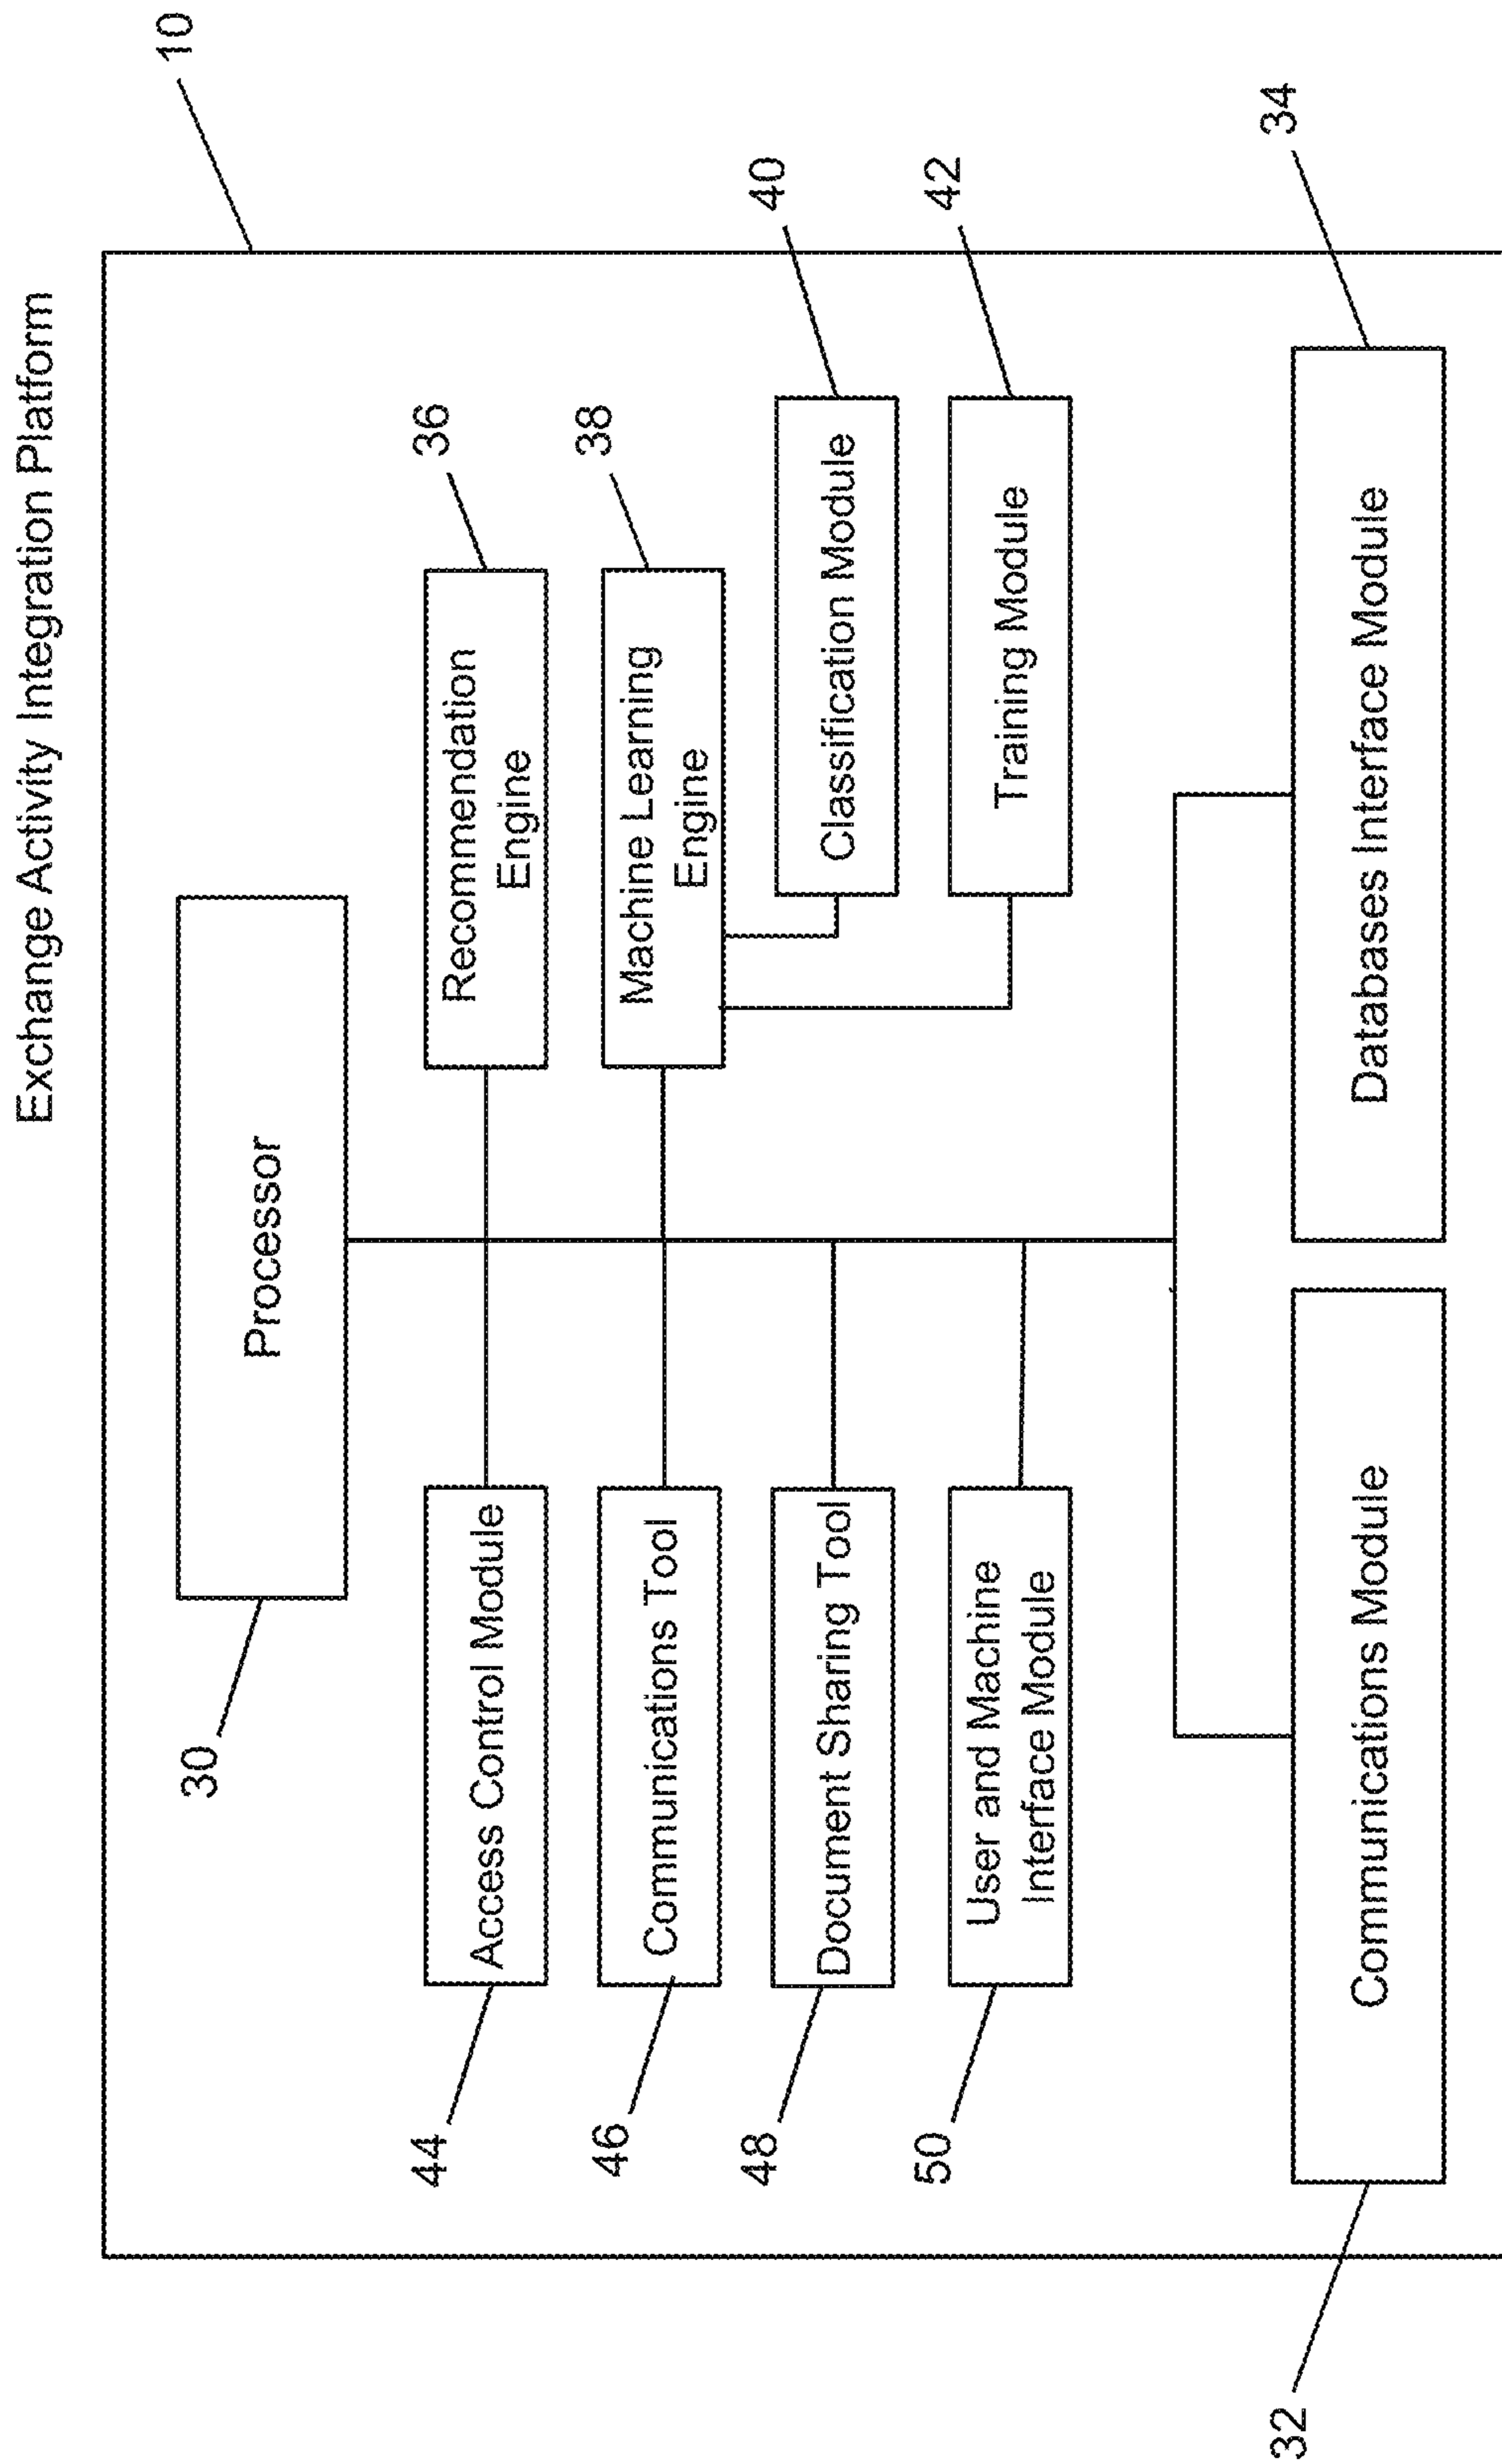 Exchange Activity Integration Platform
10
Processor
30
44
Access Control Module
Recommendation
Engine
36
46
Communications Tool
Machine Learning
Engine
38
48
Document Sharing Tool
Classification Module
40
50
User and Machine
Interface Module
Training Module
42
32
Communications Module
Databases Interface Module
34